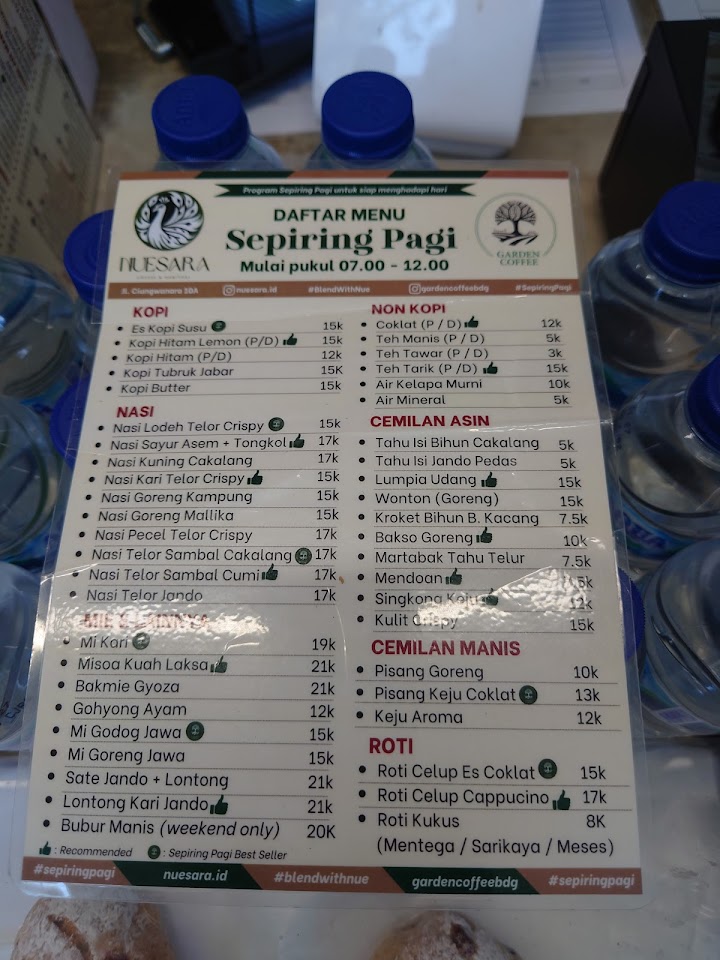 Program Sepiring Pagi untuk siap menghadapi hari
DAFTAR MENU
Sepiring Pagi
Mulai pukul 07.00 - 12.00
NUESARA
GARDEN
COFFEE
Jl. Ciungwanara 5BA nuesara.id #BlendWithNue gardencoffeebdg #SepiringPagi
KOPI
Es Kopi Susu 15k
Kopi Hitam Lemon (P/D) 15k
Kopi Hitam (P/D) 12k
Kopi Tubruk Jabar 15K
Kopi Butter 15k
NASI
Nasi Lodeh Telor Crispy 15k
Nasi Sayur Asem + Tongkol 17k
Nasi Kuning Cakalang 17k
Nasi Kari Telor Crispy 15k
Nasi Goreng Kampung 15k
Nasi Goreng Mallika 15k
Nasi Pecel Telor Crispy 17k
Nasi Telor Sambal Cakalang 17k
Nasi Telor Sambal Cumi 17k
Nasi Telor Jando 17k
Mi Kari 19k
Misoa Kuah Laksa 21k
Bakmie Gyoza 21k
Gohyong Ayam 12k
Mi Godog Jawa 15k
Mi Goreng Jawa 15k
Sate Jando + Lontong 21k
Lontong Kari Jando 21k
Bubur Manis (weekend only) 20K
: Recommended : Sepiring Pagi Best Seller
NON KOPI
Coklat (P / D) 12k
Teh Manis (P / D) 5k
Teh Tawar (P / D) 3k
Teh Tarik (P /D) 15k
Air Kelapa Murni 10k
Air Mineral 5k
CEMILAN ASIN
Tahu Isi Bihun Cakalang 5k
Tahu Isi Jando Pedas 5k
Lumpia Udang 15k
Wonton (Goreng) 15k
Kroket Bihun B. Kacang 7.5k
Bakso Goreng 10k
Martabak Tahu Telur 7.5k
Mendoan
Singkong Keju 12k
Kulit Crispy 15k
CEMILAN MANIS
Pisang Goreng 10k
Pisang Keju Coklat 13k
Keju Aroma 12k
ROTI
Roti Celup Es Coklat 15k
Roti Celup Cappucino 17k
Roti Kukus 8K
(Mentega / Sarikaya / Meses)
#sepiringpagi nuesara.id #blendwithnue gardencoffeebdg #sepiringpagi